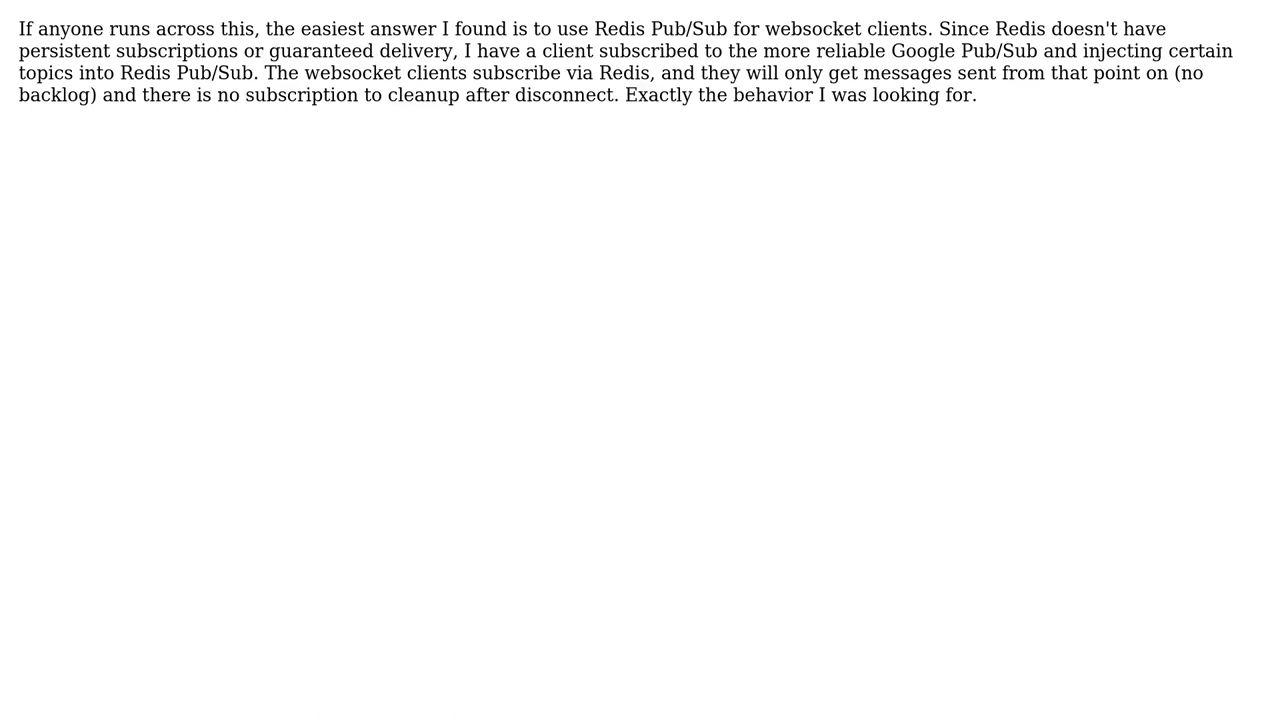 If anyone runs across this, the easiest answer I found is to use Redis Pub/Sub for websocket clients. Since Redis doesn't have
persistent subscriptions or guaranteed delivery, I have a client subscribed to the more reliable Google Pub/Sub and injecting certain
topics into Redis Pub/Sub. The websocket clients subscribe via Redis, and they will only get messages sent from that point on (no
backlog) and there is no subscription to cleanup after disconnect. Exactly the behavior I was looking for.